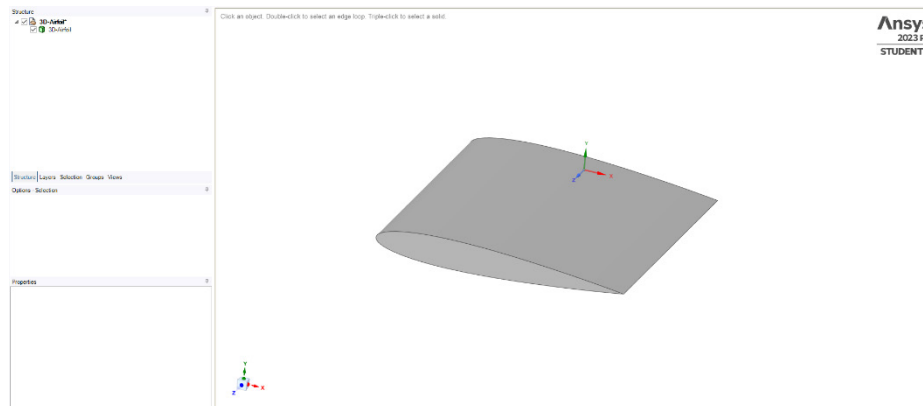 Structure
3D-Airfoil*
3D-Airfoil
Structure Layers Selection Groups Views
Options - Selection
Properties
Click an object. Double-click to select an edge loop. Triple-click to select a solid.
Ansys
2023 R
STUDENT
Y
Z
X
Y
Z
X